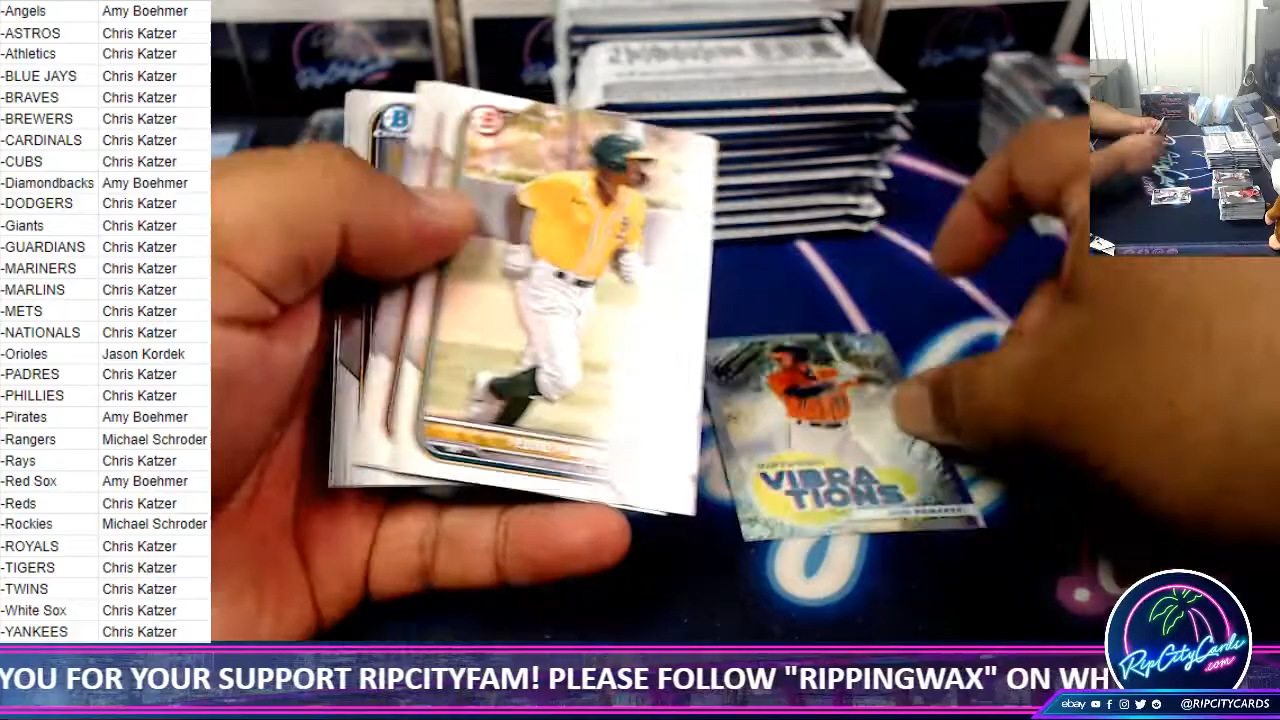 -Angels Amy Boehmer
-ASTROS Chris Katzer
-Athletics Chris Katzer
-BLUE JAYS Chris Katzer
-BRAVES Chris Katzer
-BREWERS Chris Katzer
-CARDINALS Chris Katzer
-CUBS Chris Katzer
-Diamondbacks Amy Boehmer
-DODGERS Chris Katzer
-Giants Chris Katzer
-GUARDIANS Chris Katzer
-MARINERS Chris Katzer
-MARLINS Chris Katzer
-METS Chris Katzer
-NATIONALS Chris Katzer
-Orioles Jason Kordek
-PADRES Chris Katzer
-PHILLIES Chris Katzer
-Pirates Amy Boehmer
-Rangers Michael Schroder
-Rays Chris Katzer
-Red Sox Amy Boehmer
-Reds Chris Katzer
-Rockies Michael Schroder
-ROYALS Chris Katzer
-TIGERS Chris Katzer
-TWINS Chris Katzer
-White Sox Chris Katzer
-YANKEES Chris Katzer
RipCityCards
B
B
VIBRA
TIONS
YOU FOR YOUR SUPPORT RIPCITYFAM! PLEASE FOLLOW "RIPPINGWAX" ON WH
RipCityCards
.com
ebay @RIPCITYCARDS